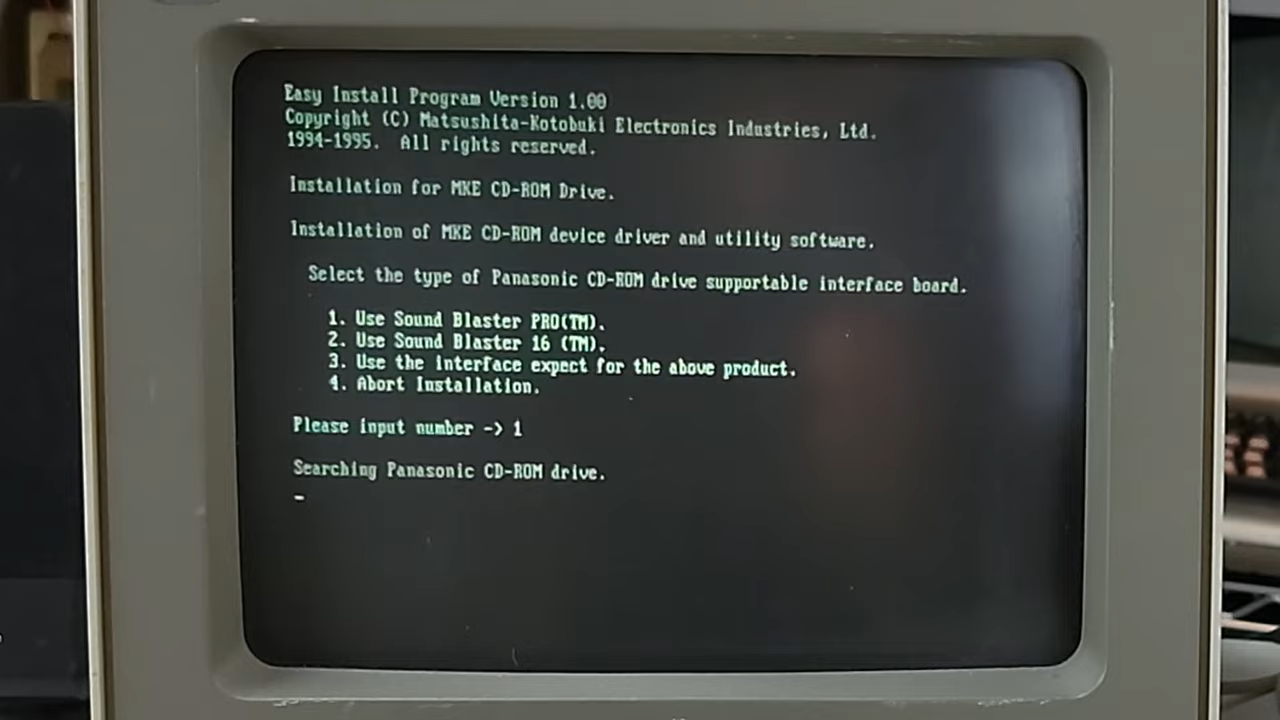 Easy Install Program Version 1.00
Copyright (C) Matsushita-Kotobuki Electronics Industries, Ltd.
1994-1995.  All rights reserved.
Installation for MKE CD-ROM Drive.
Installation of MKE CD-ROM device driver and utility software.
Select the type of Panasonic CD-ROM drive supportable interface board.
1. Use Sound Blaster PRO(TM).
2. Use Sound Blaster 16 (TM).
3. Use the interface expect for the above product.
4. Abort Installation.
Please input number -> 1
Searching Panasonic CD-ROM drive.